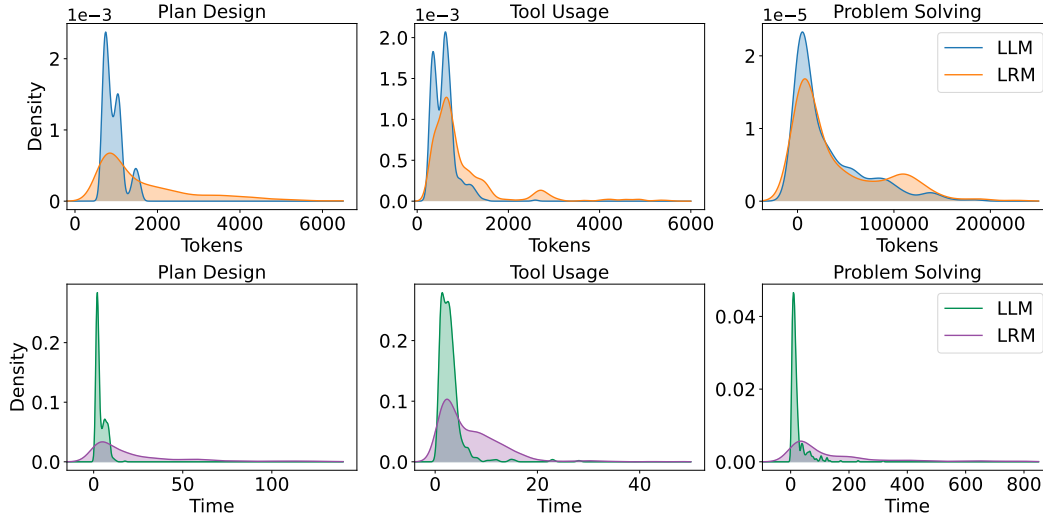 Plan Design
Tool Usage
Problem Solving
1e−3
1e−3
1e−5
LLM
LRM
Density
2
1
0
2.0
1.5
1.0
0.5
0.0
2
1
0
0 2000 4000 6000
0 2000 4000 6000
0 100000 200000
Tokens
Tokens
Tokens
Plan Design
Tool Usage
Problem Solving
LLM
LRM
Density
0.2
0.1
0.0
0.2
0.1
0.0
0.04
0.02
0.00
0 50 100
0 20 40
0 200 400 600 800
Time
Time
Time